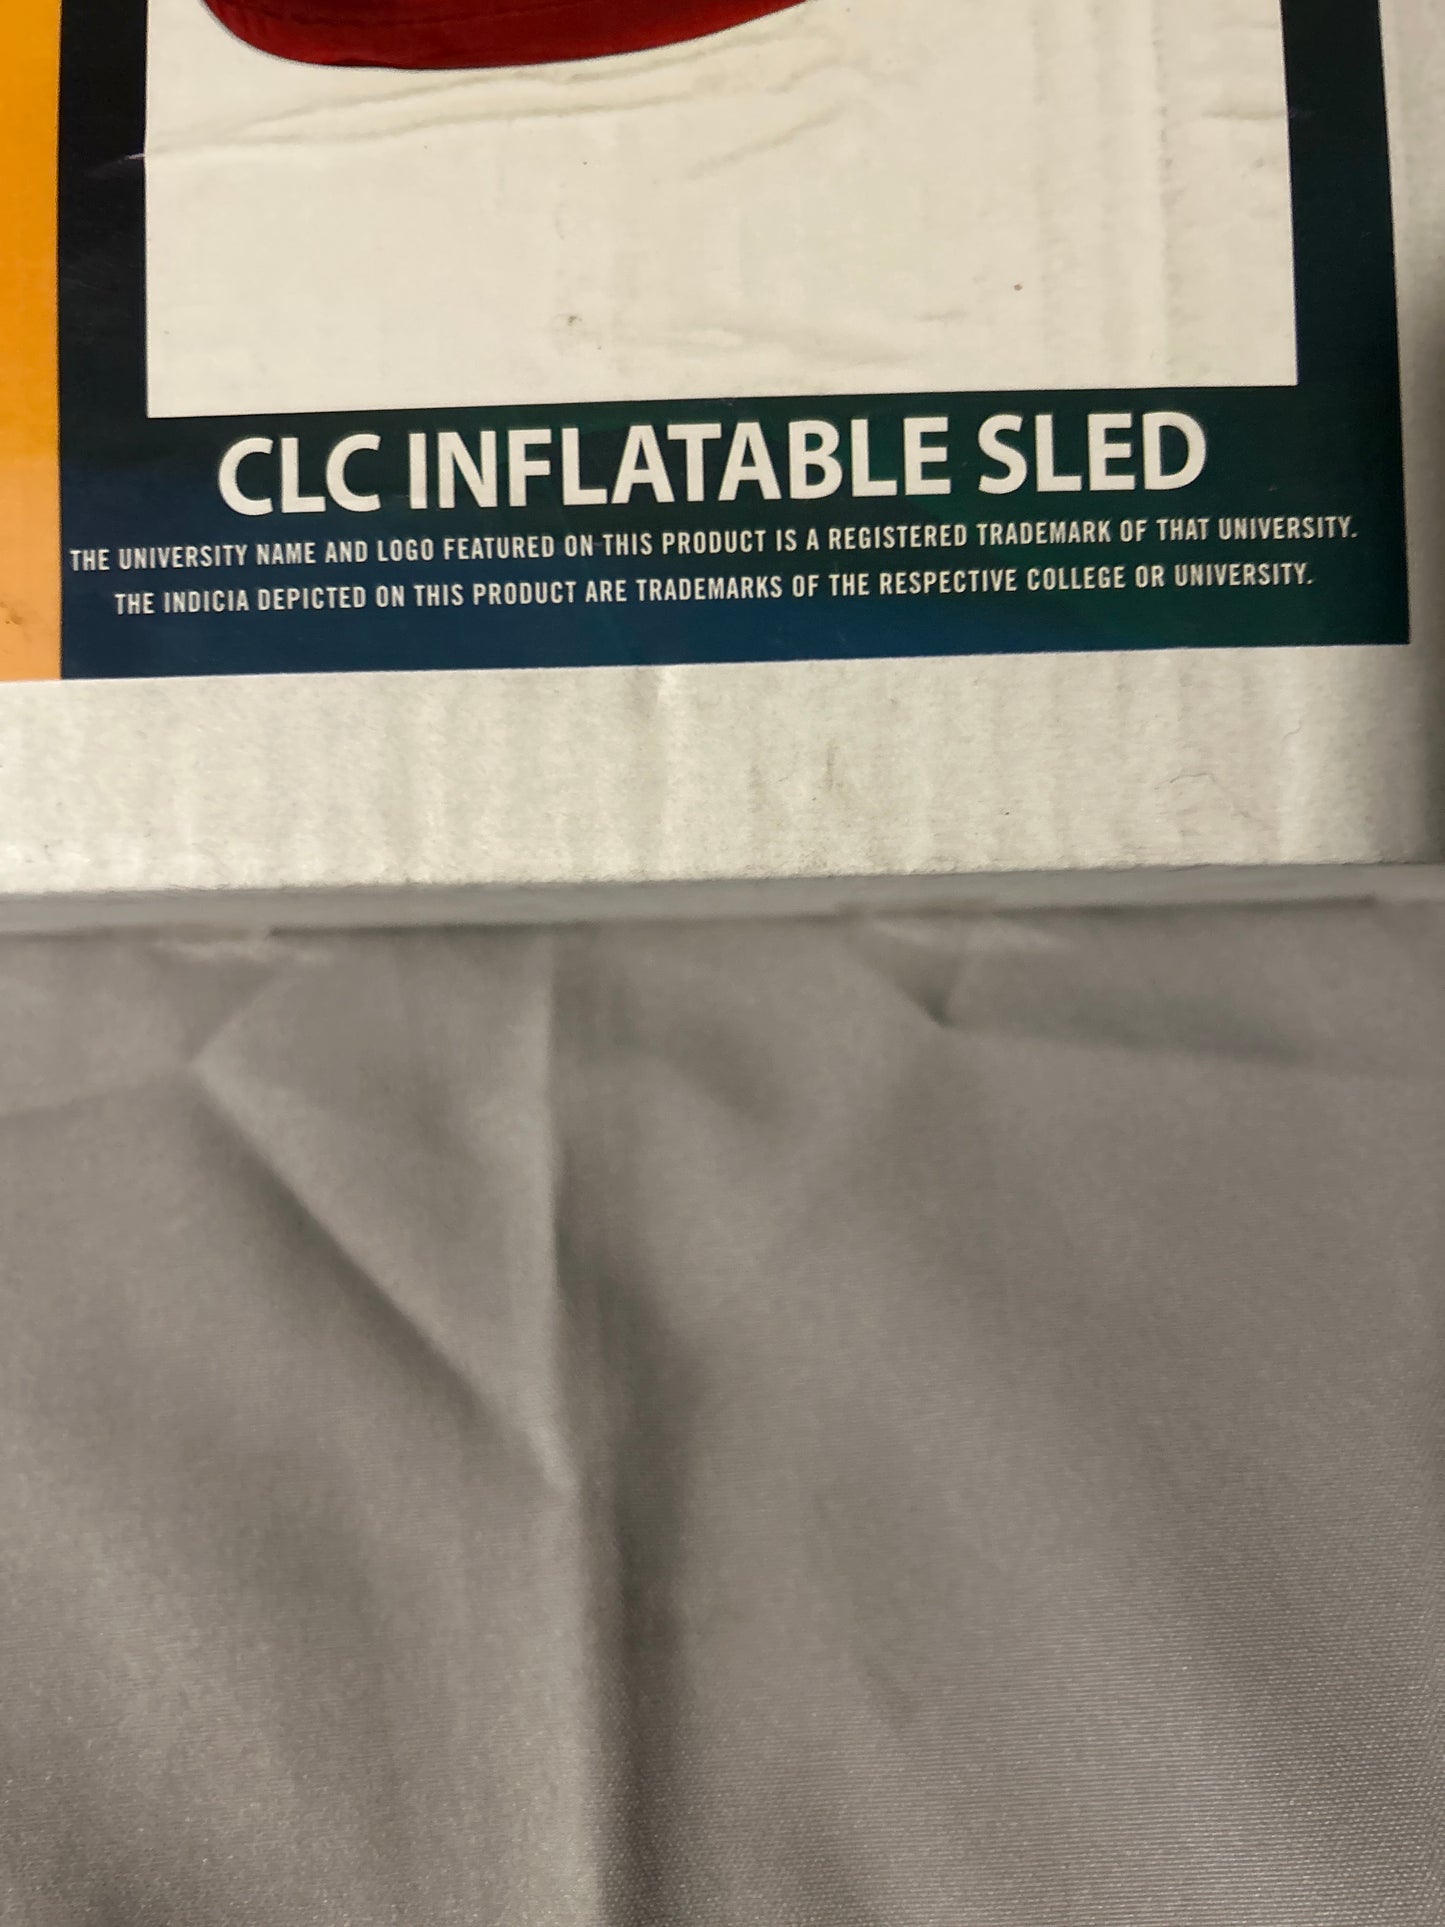 CLC INFLATABLE SLED
THE UNIVERSITY NAME AND LOGO FEATURED ON THIS PRODUCT IS A REGISTERED TRADEMARK OF THAT UNIVERSITY.
THE INDICIA DEPICTED ON THIS PRODUCT ARE TRADEMARKS OF THE RESPECTIVE COLLEGE OR UNIVERSITY.